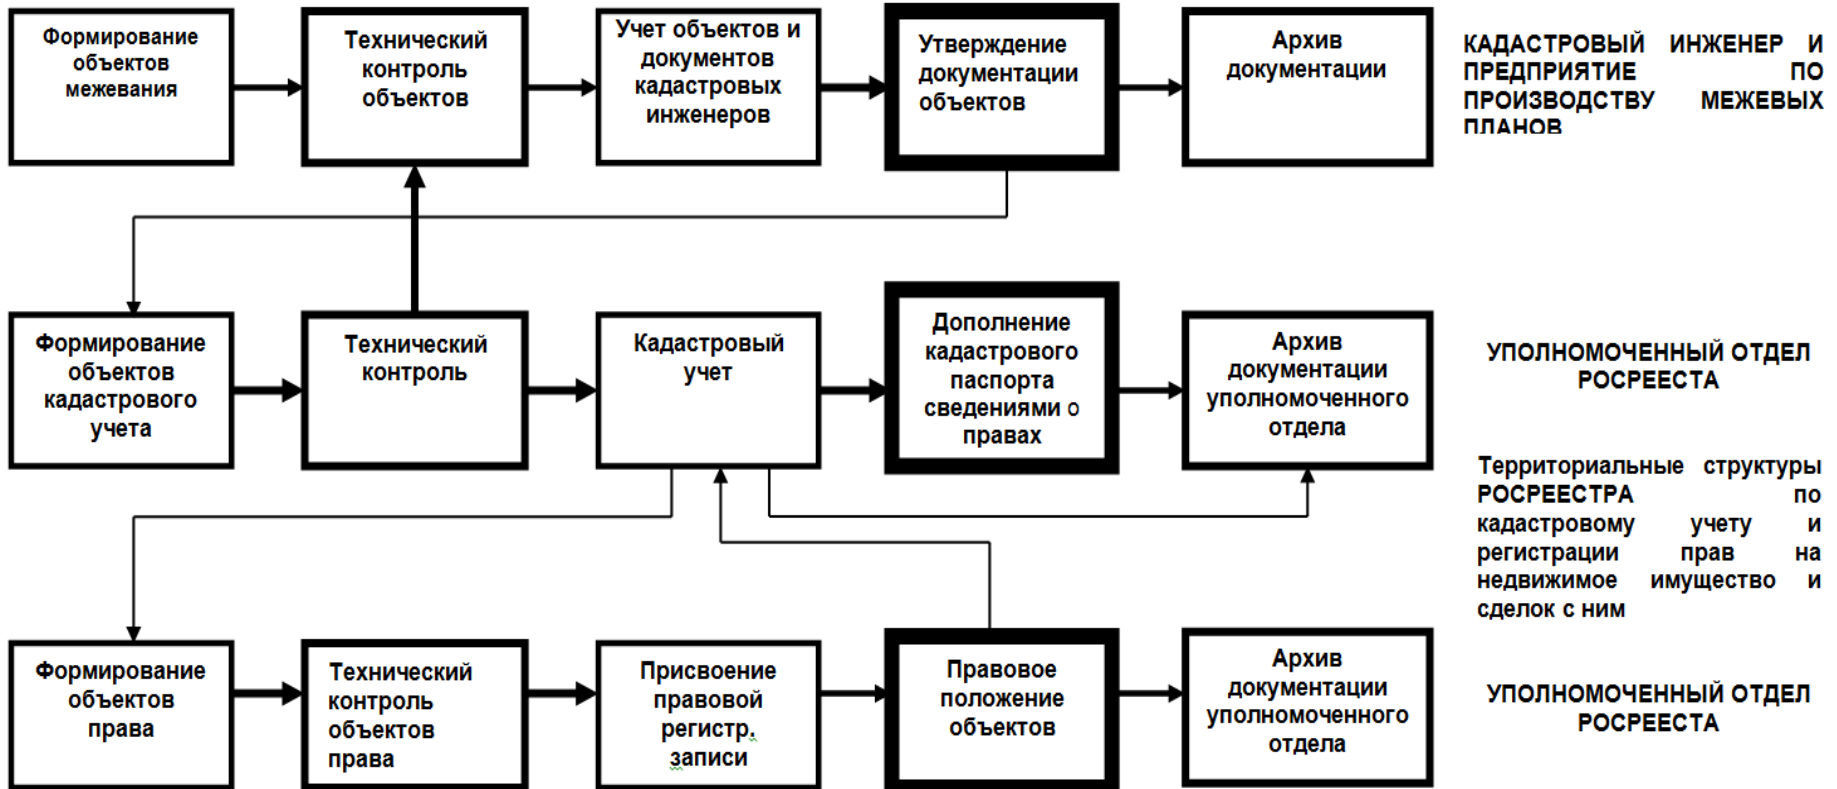 Формирование
объектов
межевания
Технический
контроль
объектов
Учет объектов и
документов
кадастровых
инженеров
Утверждение
документации
объектов
Архив
документации
КАДАСТРОВЫЙ ИНЖЕНЕР И
ПРЕДПРИЯТИЕ ПО
ПРОИЗВОДСТВУ МЕЖЕВЫХ
ПЛАНОВ
Формирование
объектов
кадастрового
учета
Технический
контроль
Кадастровый
учет
Дополнение
кадастрового
паспорта
сведениями о
правах
Архив
документации
уполномоченного
отдела
УПОЛНОМОЧЕННЫЙ ОТДЕЛ
РОСРЕЕСТА
Территориальные структуры
РОСРЕЕСТРА по
кадастровому учету и
регистрации прав на
недвижимое имущество и
сделок с ним
Формирование
объектов
права
Технический
контроль
объектов
права
Присвоение
правовой
регистр.
записи
Правовое
положение
объектов
Архив
документации
уполномоченного
отдела
УПОЛНОМОЧЕННЫЙ ОТДЕЛ
РОСРЕЕСТА